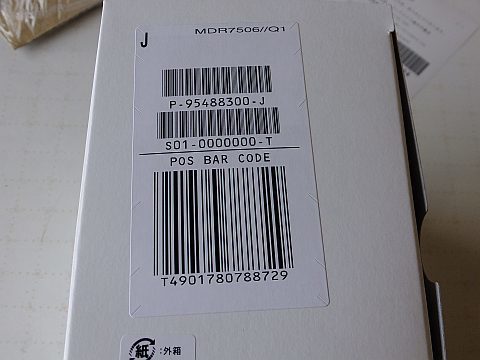 J
MDR7506//Q1
P-95488300-J
S01-0000000-T
POS BAR CODE
T4901780788729
紙 :外箱